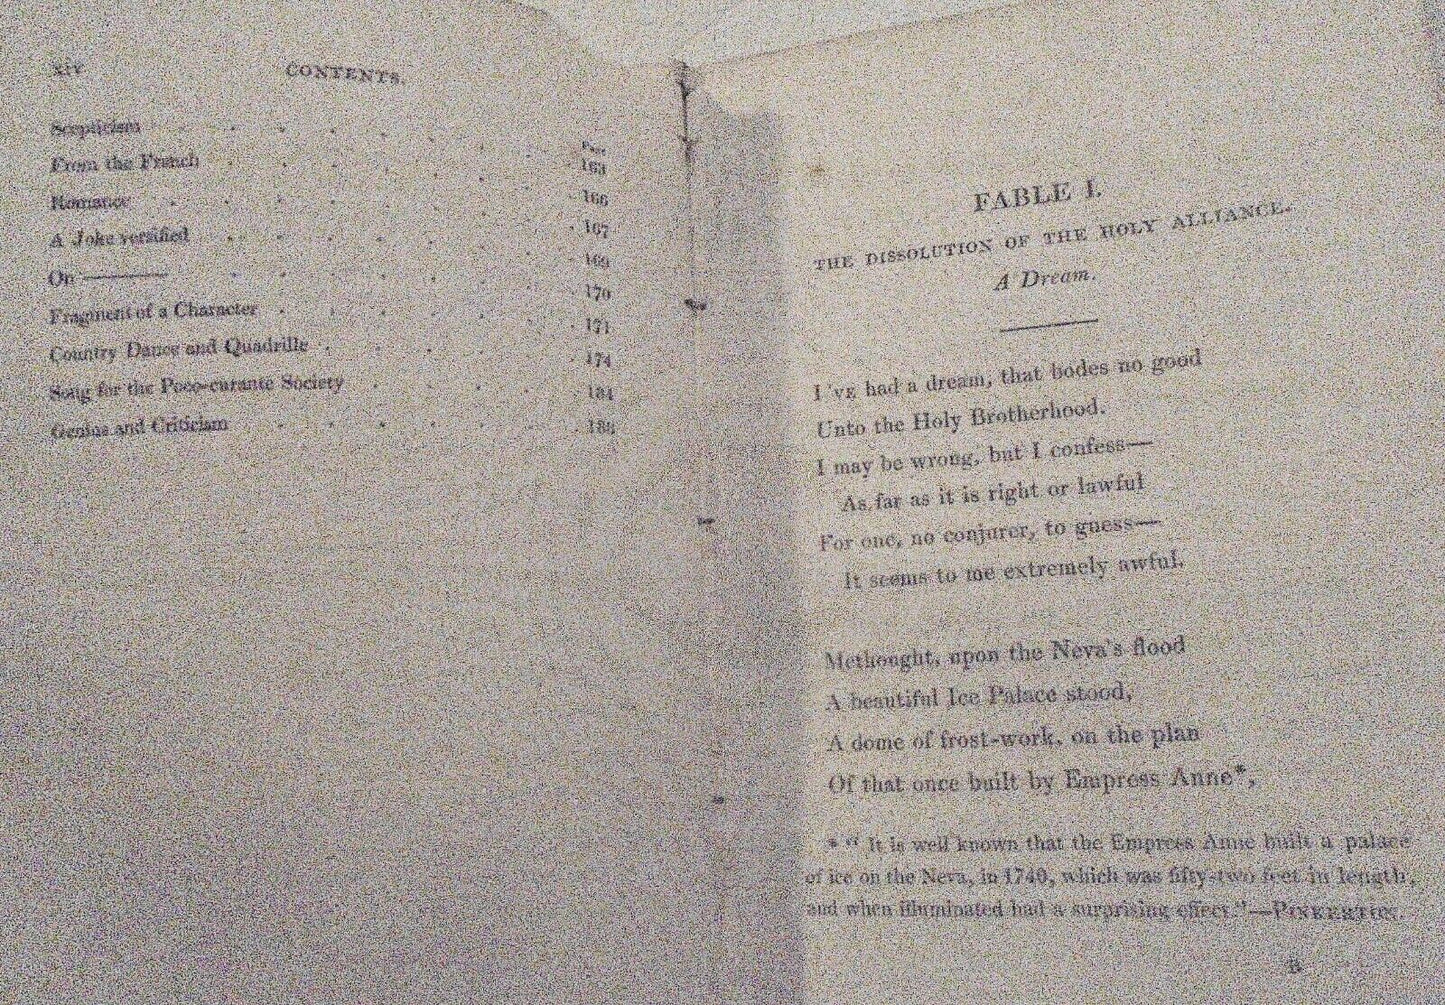 xiv CONTENTS.
Page
Scepticism 163
From the French 166
Romance 167
A Joke versified 169
On ——— 170
Fragment of a Character 171
Country Dance and Quadrille 174
Song for the Poco-curante Society 184
Genius and Criticism 188
FABLE I.
THE DISSOLUTION OF THE HOLY ALLIANCE.
A Dream.
I'VE had a dream, that bodes no good
Unto the Holy Brotherhood.
I may be wrong, but I confess—
As far as it is right or lawful
For one, no conjurer, to guess—
It seems to me extremely awful.
Methought, upon the Neva's flood
A beautiful Ice Palace stood,
A dome of frost-work, on the plan
Of that once built by Empress Anne*,
* "It is well known that the Empress Anne built a palace
of ice on the Neva, in 1740, which was fifty-two feet in length,
and when illuminated had a surprising effect."—PINKERTON.
B